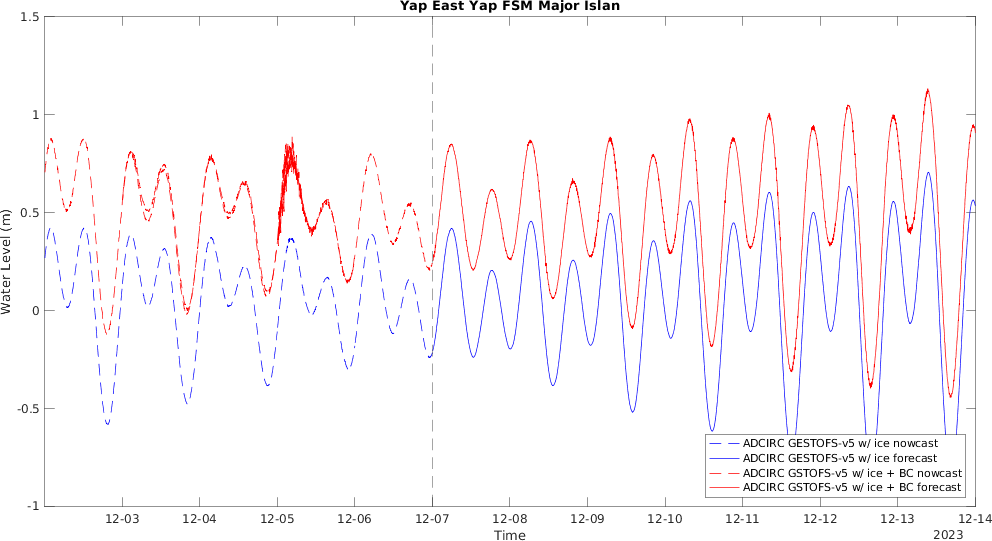 Yap East Yap FSM Major Islan
1.5
1
0.5
0
-0.5
-1
Water Level (m)
ADCIRC GESTOFS-v5 w/ ice nowcast
ADCIRC GESTOFS-v5 w/ ice forecast
ADCIRC GSTOFS-v5 w/ ice + BC nowcast
ADCIRC GSTOFS-v5 w/ ice + BC forecast
12-03 12-04 12-05 12-06 12-07 12-08 12-09 12-10 12-11 12-12 12-13 12-14
Time
2023